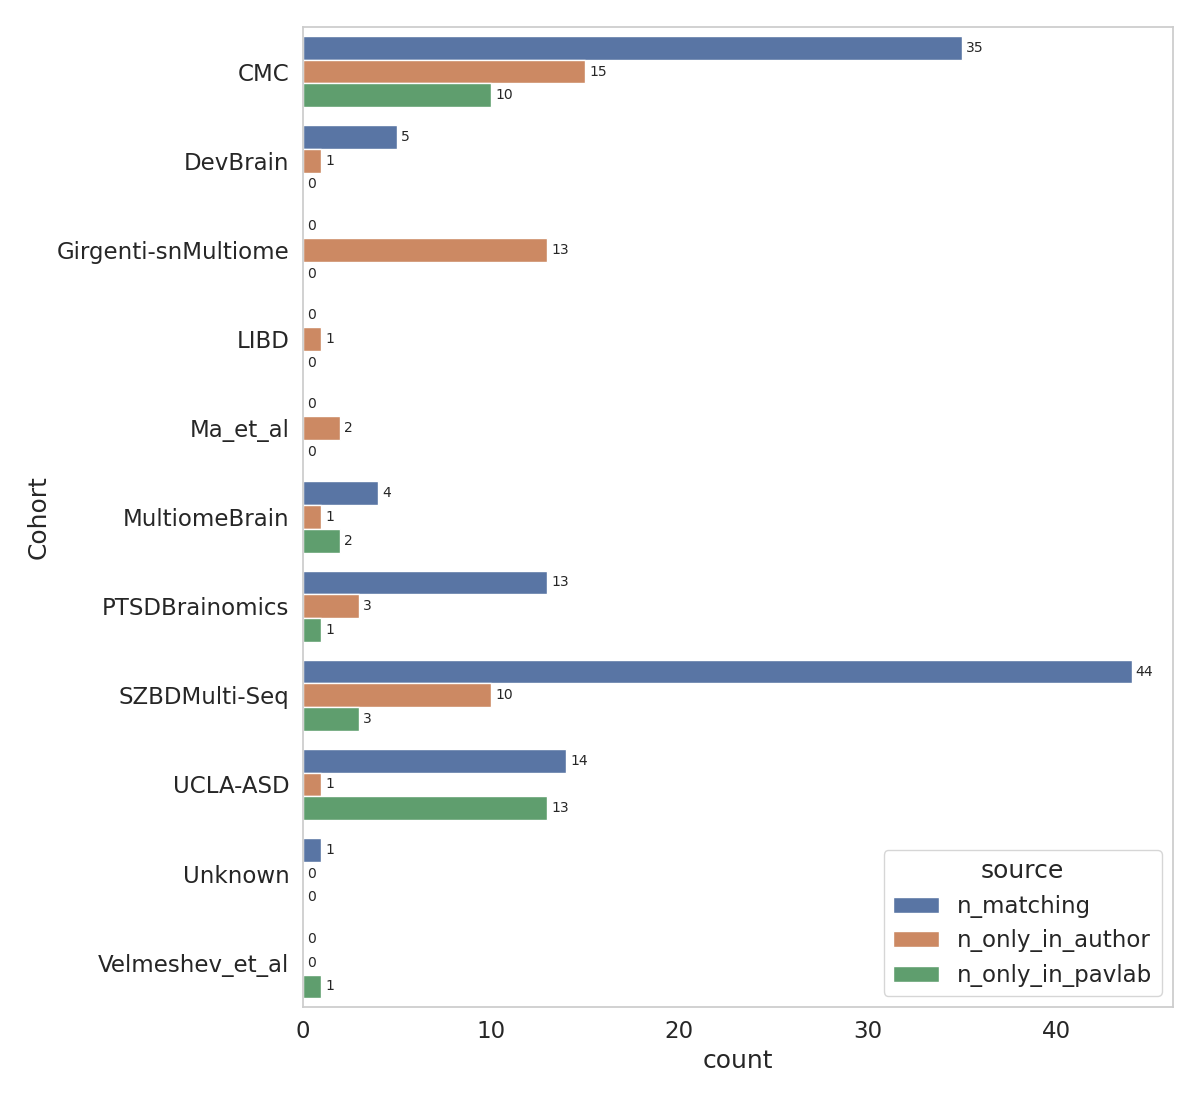 Cohort
CMC
35
15
10
DevBrain
5
1
0
Girgenti-snMultiome
0
13
0
LIBD
0
1
0
Ma_et_al
0
2
0
MultiomeBrain
4
1
2
PTSDBrainomics
13
3
1
SZBDMulti-Seq
44
10
3
UCLA-ASD
14
1
13
Unknown
1
0
0
Velmeshev_et_al
0
0
1
source
n_matching
n_only_in_author
n_only_in_pavlab
0 10 20 30 40
count